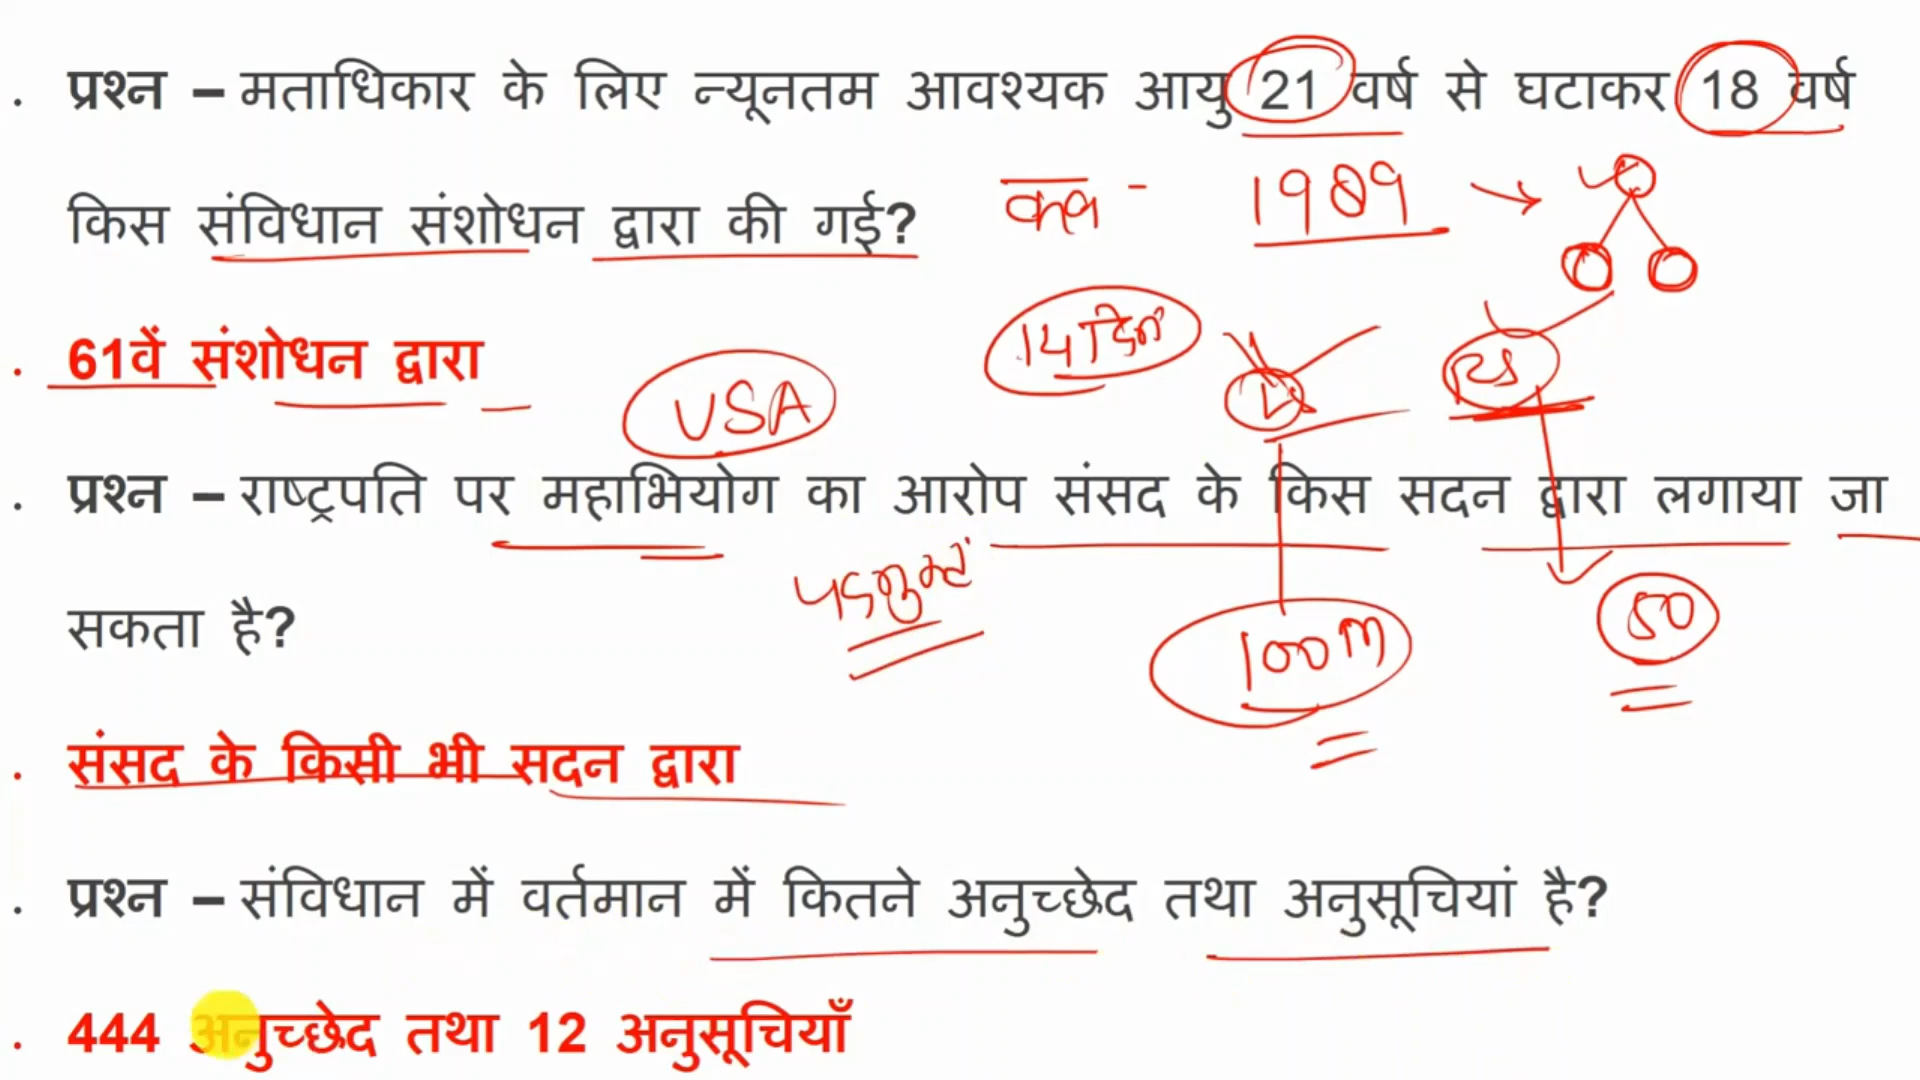 . प्रश्न – मताधिकार के लिए न्यूनतम आवश्यक आयु 21 वर्ष से घटाकर 18 वर्ष
किस संविधान संशोधन द्वारा की गई?
कब - 1989 →
14 दिन
. 61वें संशोधन द्वारा
USA
. प्रश्न – राष्ट्रपति पर महाभियोग का आरोप संसद के किस सदन द्वारा लगाया जा
सकता है?
100 m
50
. संसद के किसी भी सदन द्वारा
. प्रश्न – संविधान में वर्तमान में कितने अनुच्छेद तथा अनुसूचियां है?
. 444 अनुच्छेद तथा 12 अनुसूचियाँ